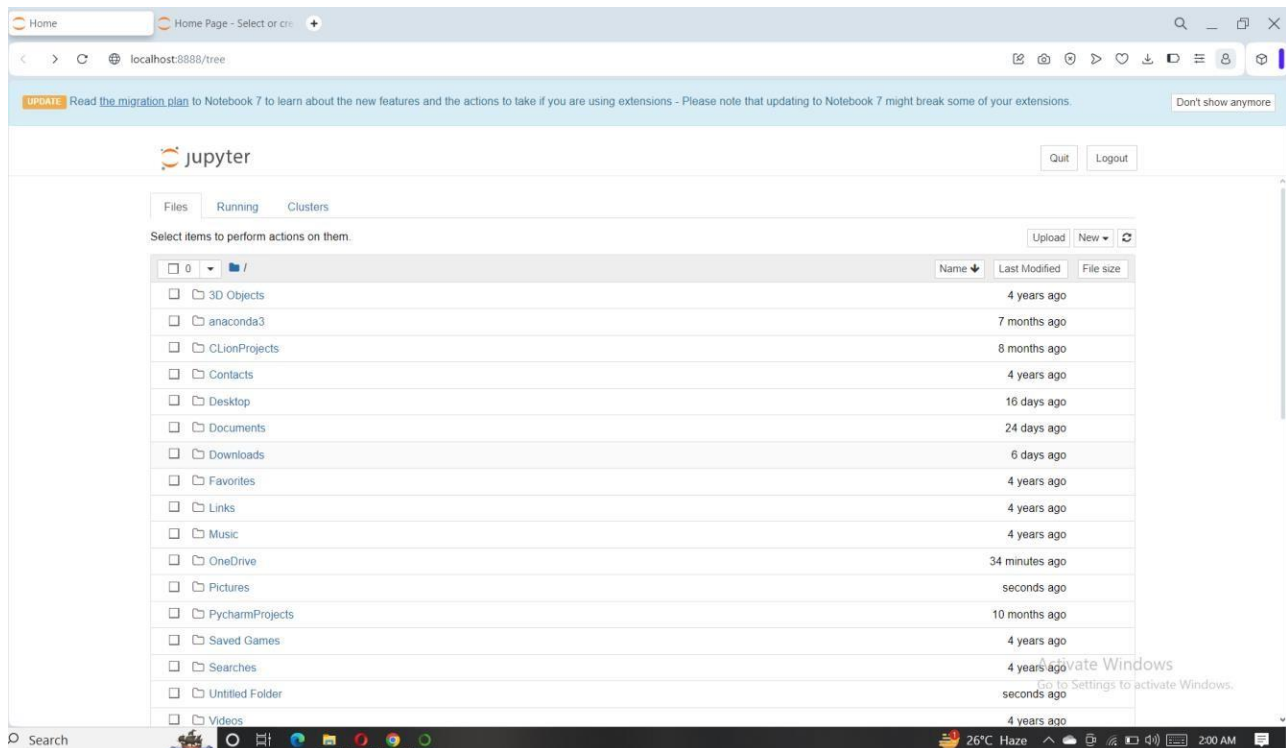 Home
Home Page - Select or cre
localhost:8888/tree
UPDATE Read the migration plan to Notebook 7 to learn about the new features and the actions to take if you are using extensions - Please note that updating to Notebook 7 might break some of your extensions.
Don't show anymore
jupyter
Quit Logout
Files Running Clusters
Select items to perform actions on them.
Upload New
0 /
Name Last Modified File size
3D Objects 4 years ago
anaconda3 7 months ago
CLionProjects 8 months ago
Contacts 4 years ago
Desktop 16 days ago
Documents 24 days ago
Downloads 6 days ago
Favorites 4 years ago
Links 4 years ago
Music 4 years ago
OneDrive 34 minutes ago
Pictures seconds ago
PycharmProjects 10 months ago
Saved Games 4 years ago
Searches 4 years ago
Activate Windows
Untitled Folder seconds ago
Go to Settings to activate Windows.
Videos 4 years ago
Search
26°C Haze 2:00 AM